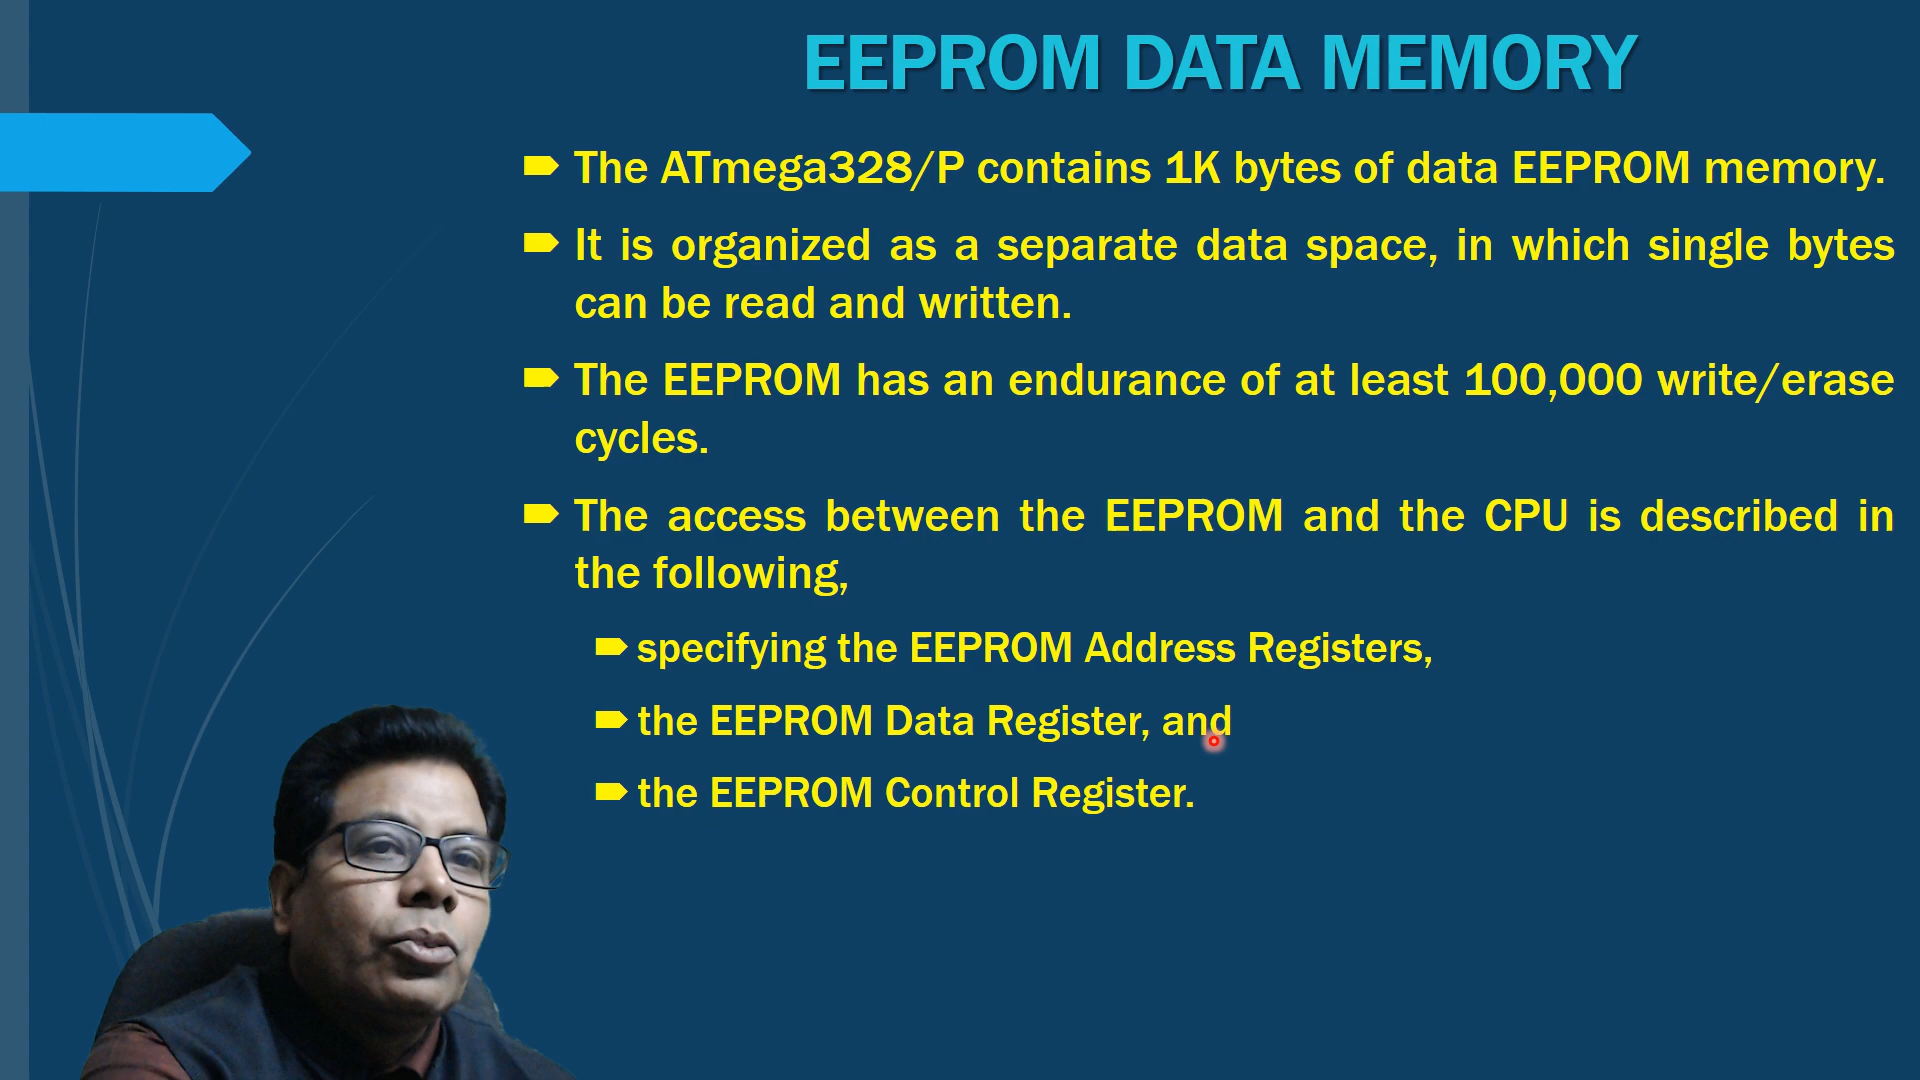 EEPROM DATA MEMORY
The ATmega328/P contains 1K bytes of data EEPROM memory.
It is organized as a separate data space, in which single bytes
can be read and written.
The EEPROM has an endurance of at least 100,000 write/erase
cycles.
The access between the EEPROM and the CPU is described in
the following,
specifying the EEPROM Address Registers,
the EEPROM Data Register, and
the EEPROM Control Register.